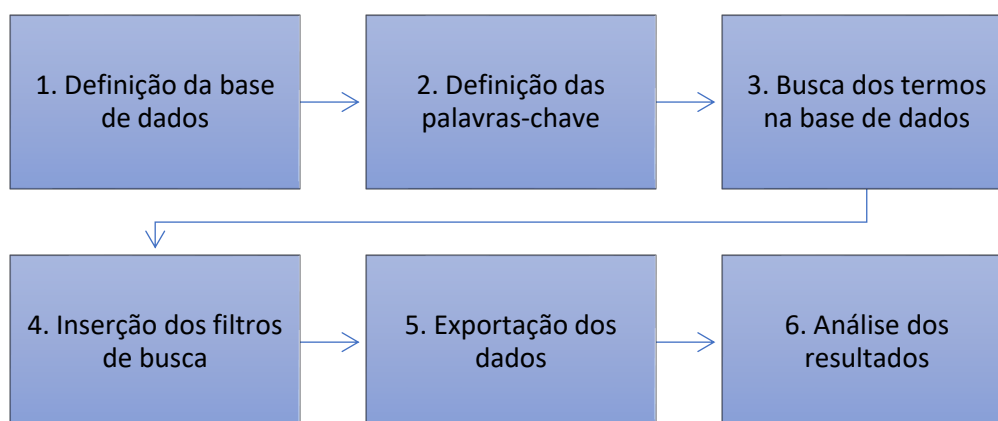 1. Definição da base
de dados
2. Definição das
palavras-chave
3. Busca dos termos
na base de dados
4. Inserção dos filtros
de busca
5. Exportação dos
dados
6. Análise dos
resultados